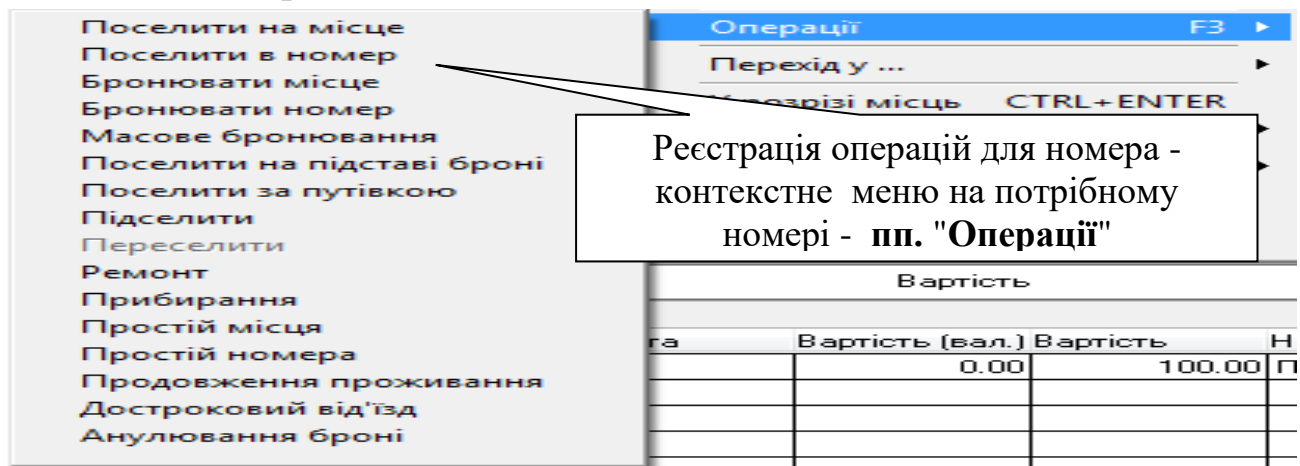 Поселити на місце
Поселити в номер
Бронювати місце
Бронювати номер
Масове бронювання
Поселити на підставі броні
Поселити за путівкою
Підселити
Переселити
Ремонт
Прибирання
Простій місця
Простій номера
Продовження проживання
Достроковий від'їзд
Анулювання броні
Операції F3
Перехід у ...
розрізі місць CTRL+ENTER
Реєстрація операцій для номера -
контекстне меню на потрібному
номері - пп. "Операції"
Вартість
га Вартість (вал.) Вартість Н
0.00 100.00 П